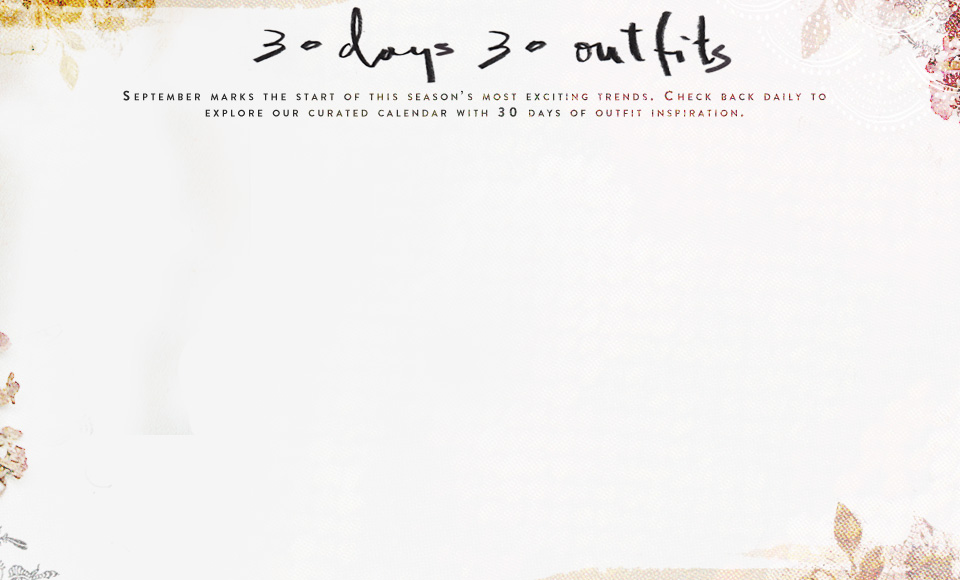 30 days 30 outfits
September marks the start of this season's most exciting trends. Check back daily to
explore our curated calendar with 30 days of outfit inspiration.